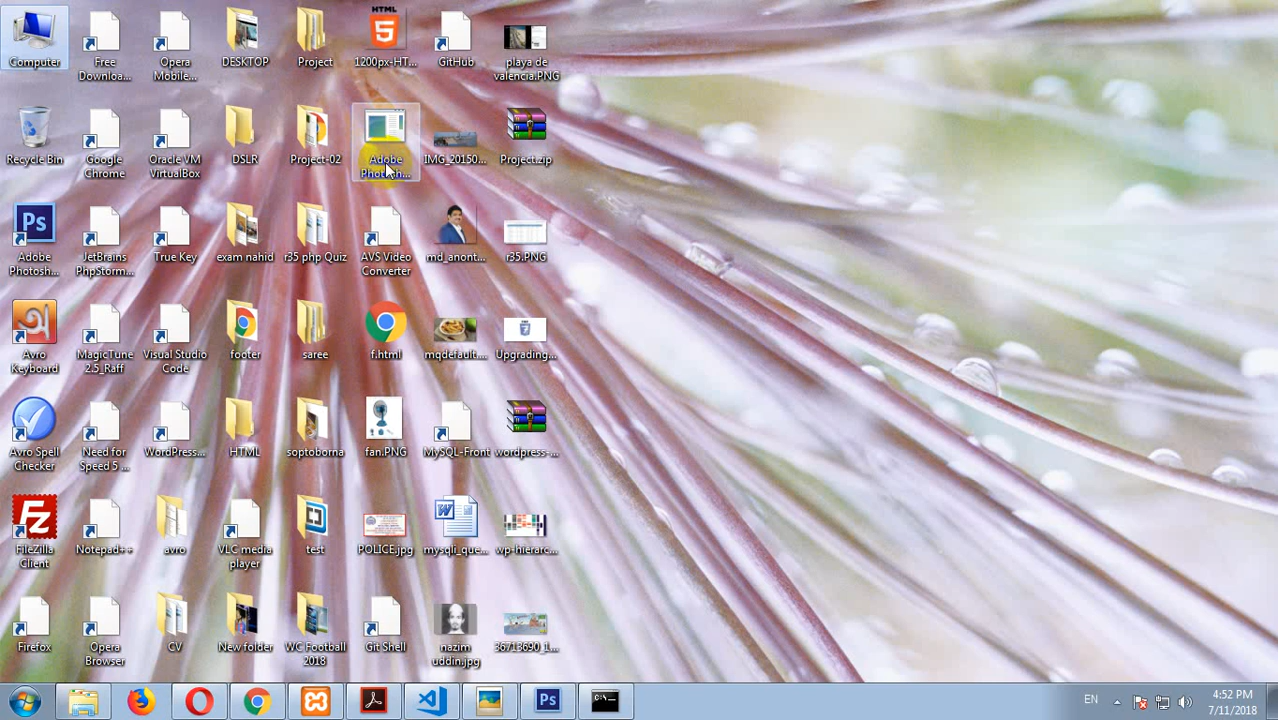 Computer
Free
Downloa...
Opera
Mobile...
DESKTOP
Project
HTML
5
1200px-HT...
GitHub
playa de
valencia.PNG
Recycle Bin
Google
Chrome
Oracle VM
VirtualBox
DSLR
Project-02
Adobe
Photosh...
IMG_20150...
Project.zip
Ps
Adobe
Photosh...
JetBrains
PhpStorm...
True Key
exam nahid
r35 php Quiz
AVS Video
Converter
md_anont...
r35.PNG
অ
Avro
Keyboard
MagicTune
2.5_Raff
Visual Studio
Code
footer
saree
f.html
mqdefault....
Upgrading...
Avro Spell
Checker
Need for
Speed 5 ...
WordPress...
HTML
soptoborna
fan.PNG
MySQL-Front
wordpress-...
Fz
FileZilla
Client
Notepad++
avro
VLC media
player
test
POLICE.jpg
W
mysqli_que...
wp-hierarc...
Firefox
Opera
Browser
CV
New folder
WC Football
2018
Git Shell
nazim
uddin.jpg
36713690_1...
Ps
C:\_
EN
4:52 PM
7/11/2018